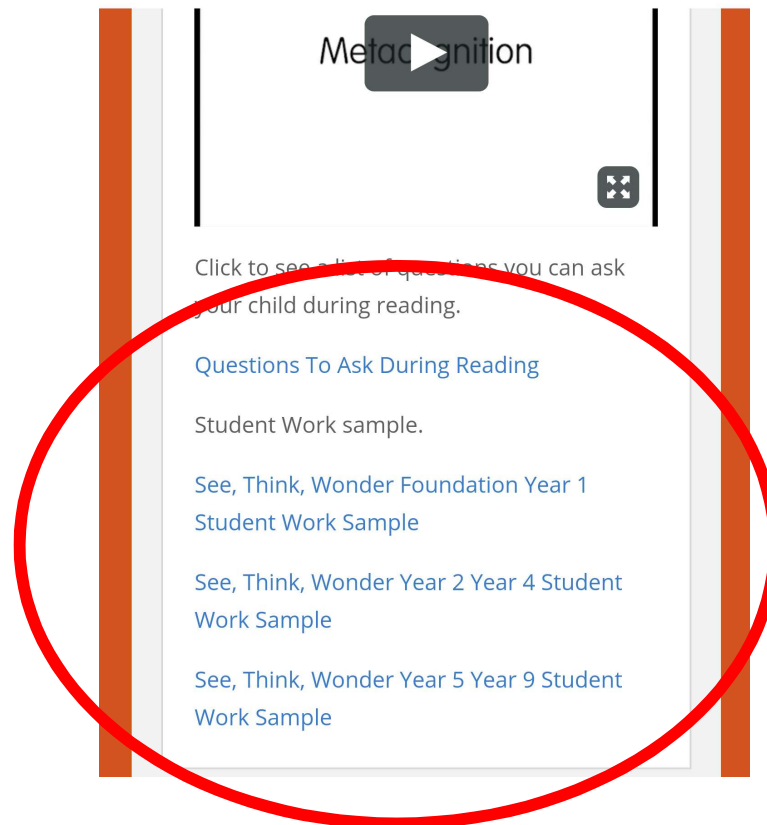 Metacognition
Click to see a list of questions you can ask
your child during reading.
Questions To Ask During Reading
Student Work sample.
See, Think, Wonder Foundation Year 1
Student Work Sample
See, Think, Wonder Year 2 Year 4 Student
Work Sample
See, Think, Wonder Year 5 Year 9 Student
Work Sample